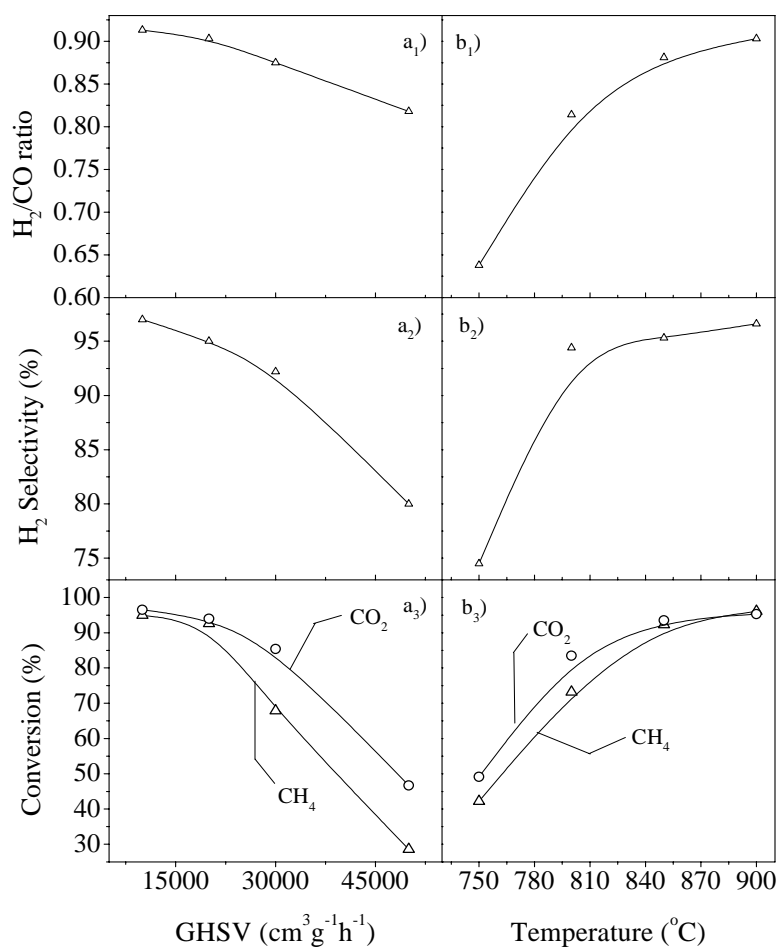 a₁) b₁)
0.90
0.85
0.80
0.75
0.70
0.65
0.60
H₂/CO ratio
a₂) b₂)
95
90
85
80
75
H₂ Selectivity (%)
a₃) b₃)
100
90
80
70
60
50
40
30
Conversion (%)
CO₂
CH₄
CO₂
CH₄
15000 30000 45000
750 780 810 840 870 900
GHSV (cm³g⁻¹h⁻¹)
Temperature (°C)